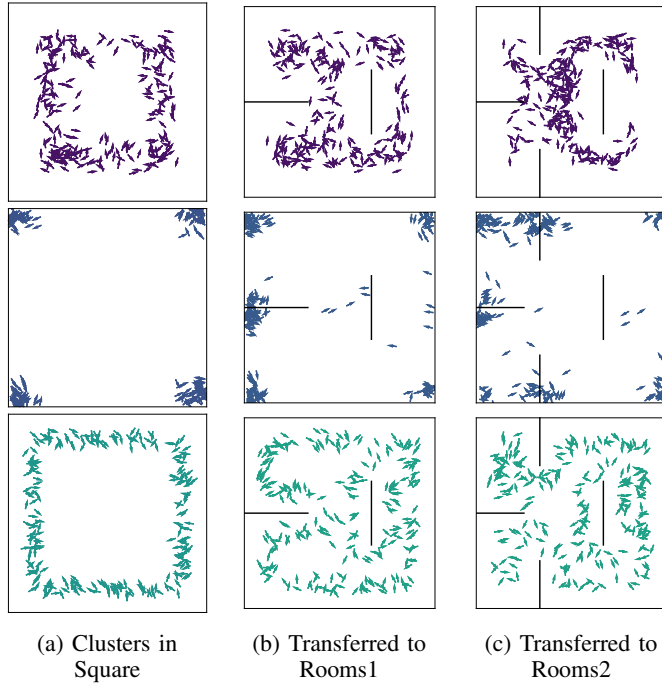 (a) Clusters in
Square
(b) Transferred to
Rooms1
(c) Transferred to
Rooms2